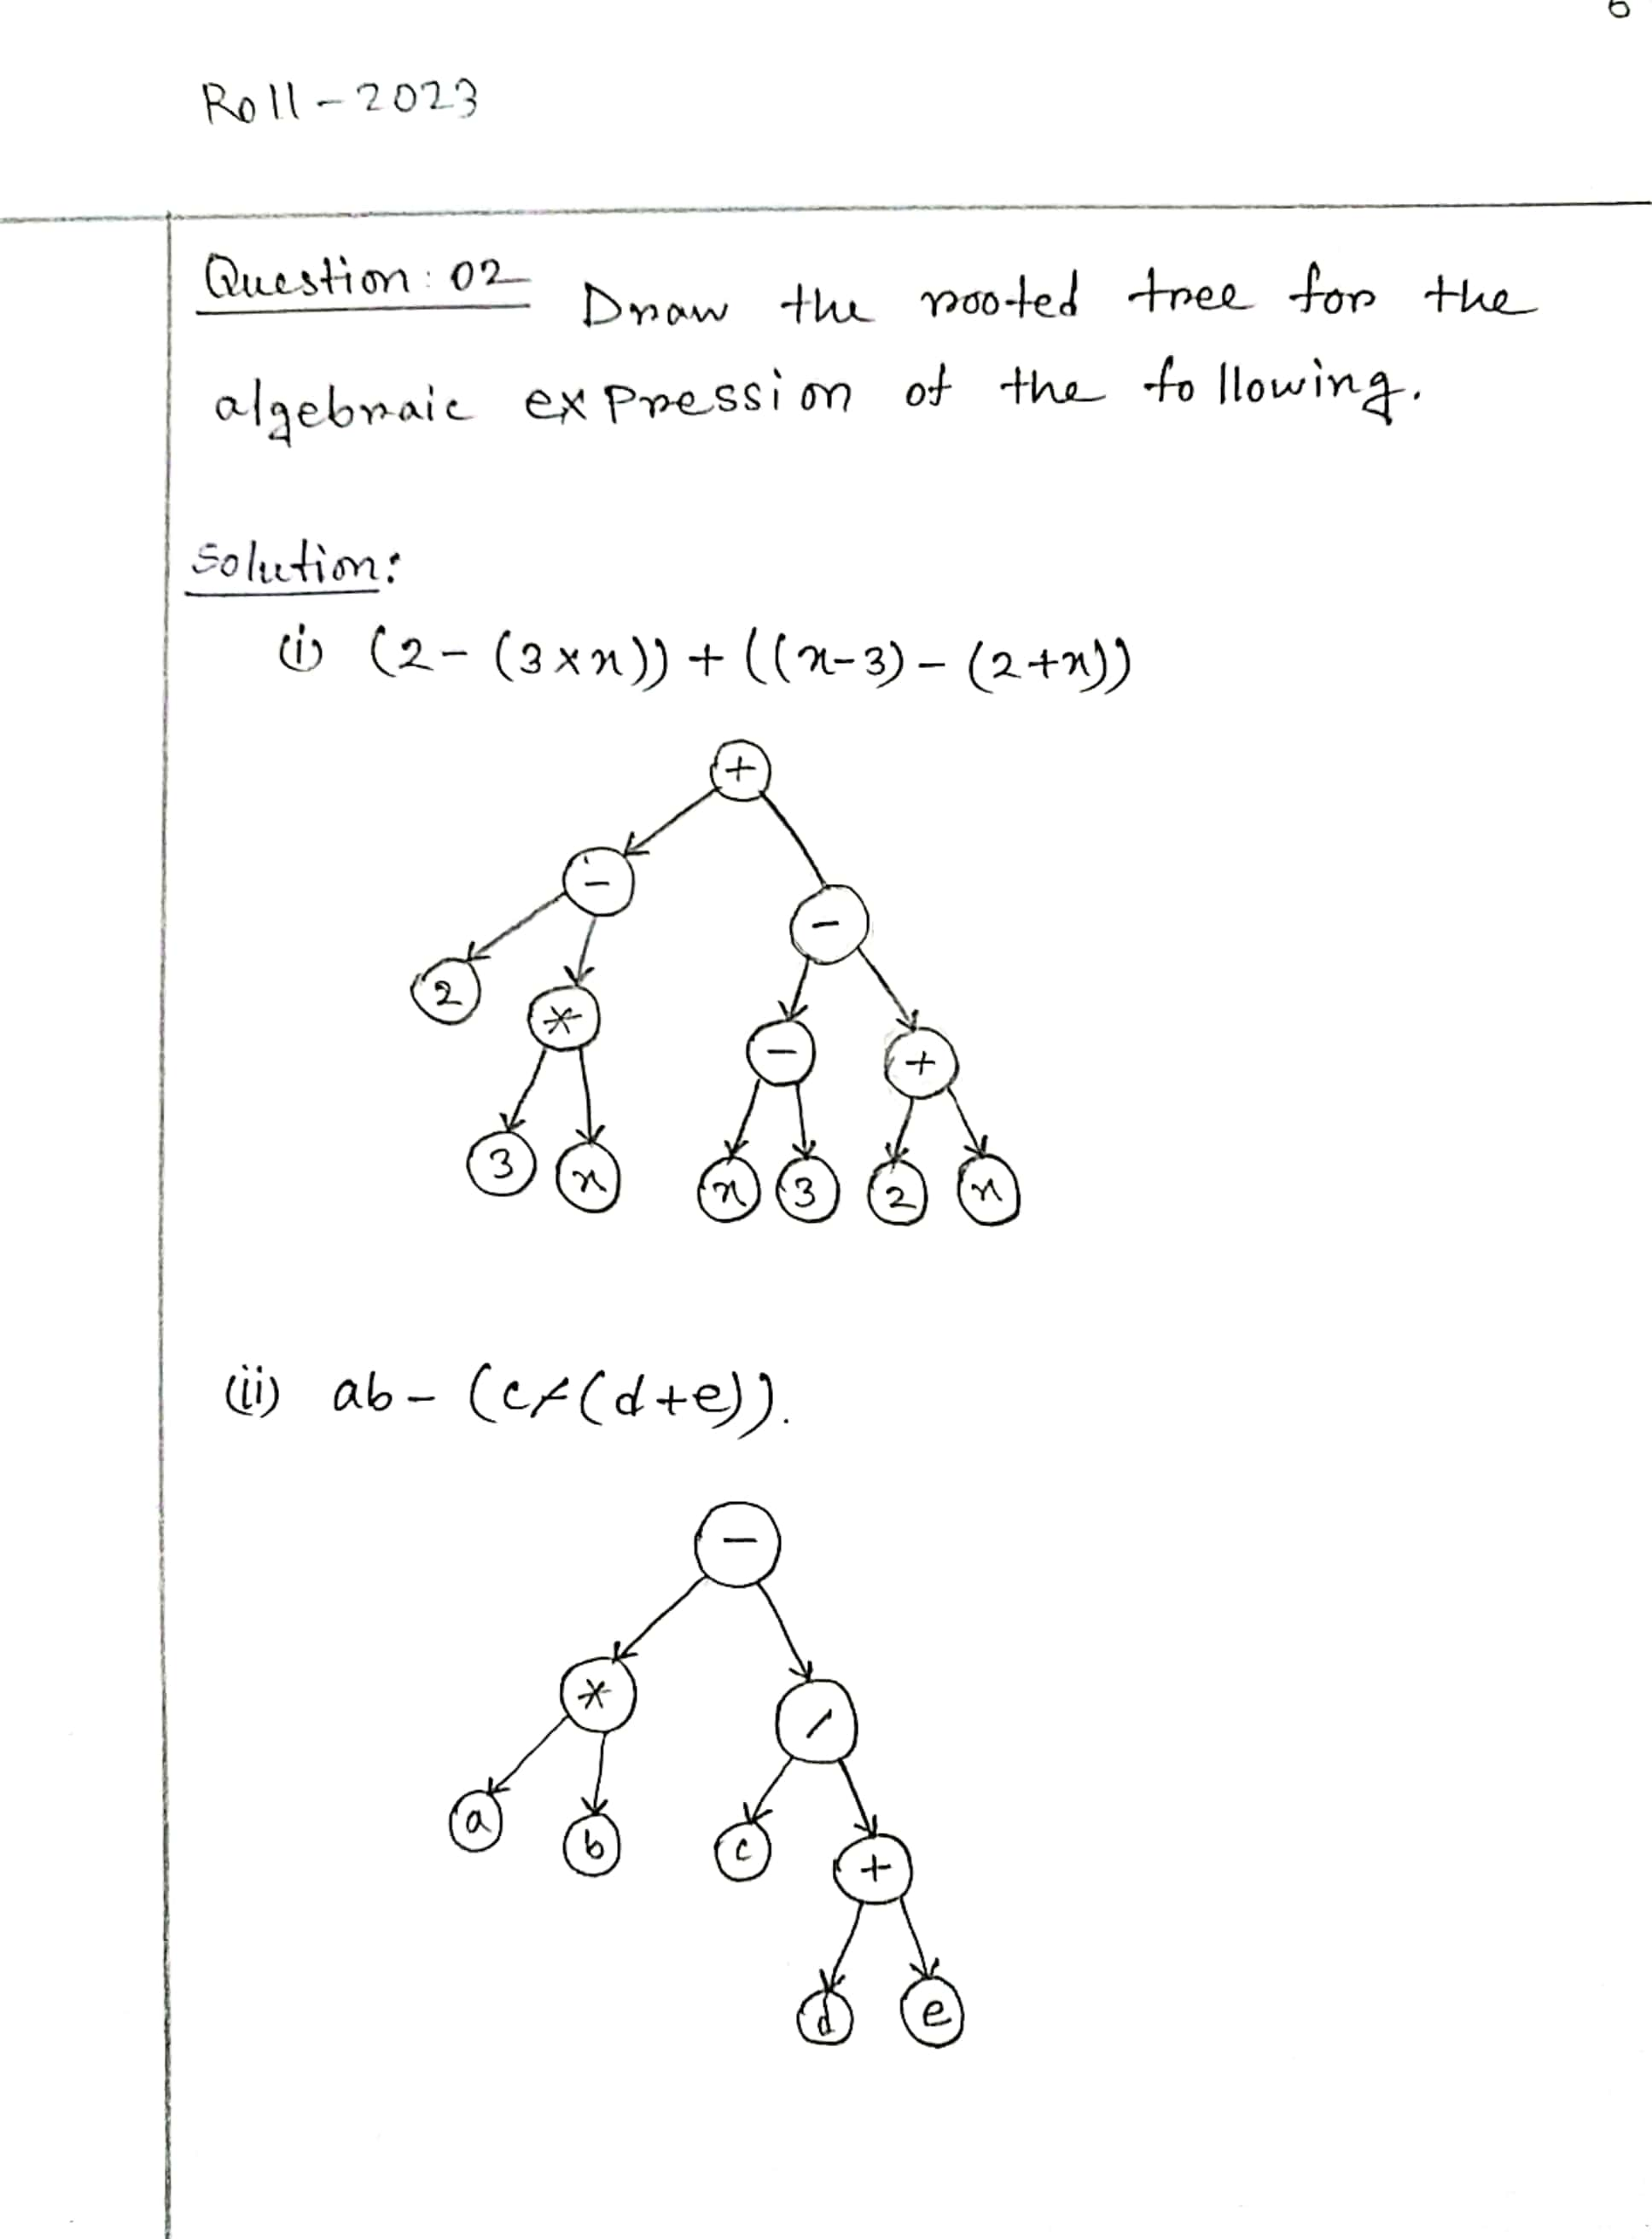 6
Roll-2023
Question: 02 Draw the rooted tree for the
algebraic expression of the following.
Solution:
(i) (2-(3×x))+((x-3)-(2+x))
+
-
-
2
*
-
+
3
x
x
3
2
x
(ii) ab-(c/(d+e)).
-
*
/
a
b
c
+
d
e